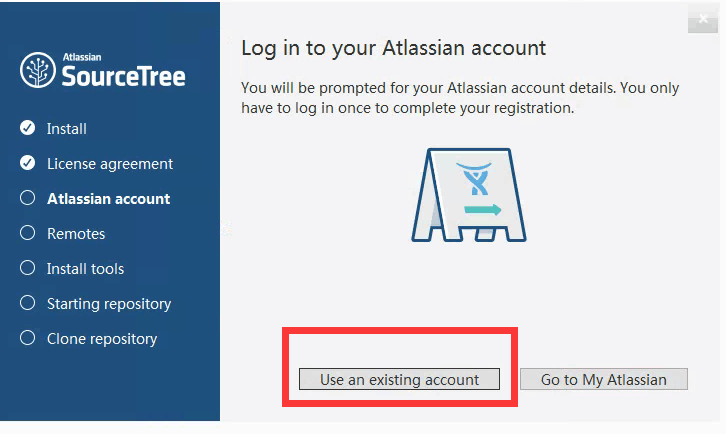 Atlassian
SourceTree
Install
License agreement
Atlassian account
Remotes
Install tools
Starting repository
Clone repository
Log in to your Atlassian account
You will be prompted for your Atlassian account details. You only
have to log in once to complete your registration.
Use an existing account
Go to My Atlassian